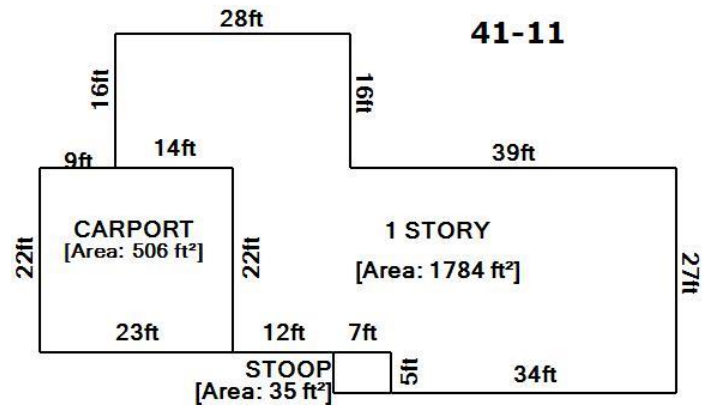 28ft
41-11
16ft
16ft
9ft
14ft
39ft
22ft
CARPORT
[Area: 506 ft²]
22ft
1 STORY
[Area: 1784 ft²]
27ft
23ft
12ft
7ft
STOOP
[Area: 35 ft²]
5ft
34ft